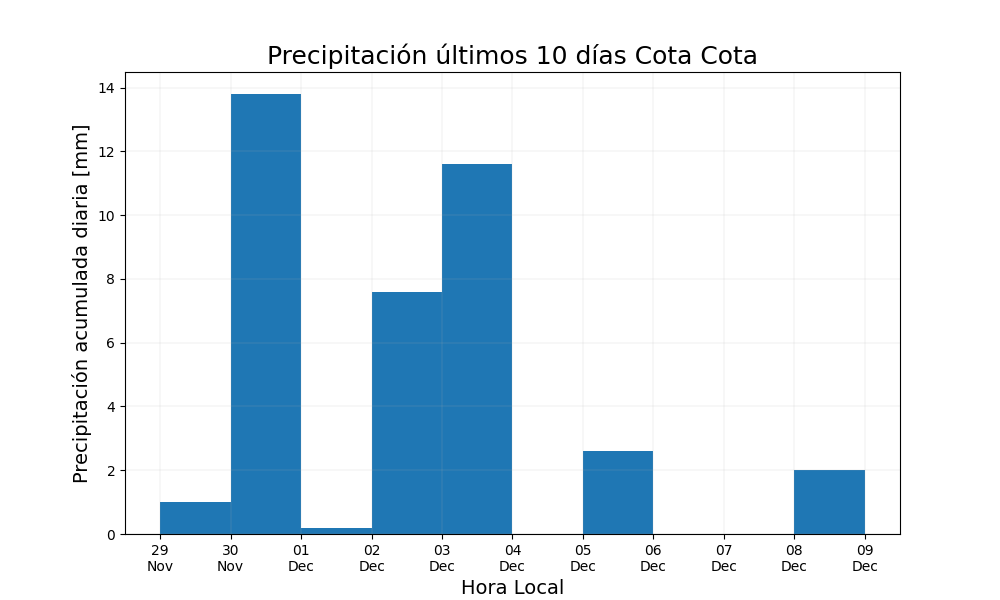 Precipitación últimos 10 días Cota Cota
Precipitación acumulada diaria [mm]
14
12
10
8
6
4
2
0
29 30 01 02 03 04 05 06 07 08 09
Nov Nov Dec Dec Dec Dec Dec Dec Dec Dec Dec
Hora Local